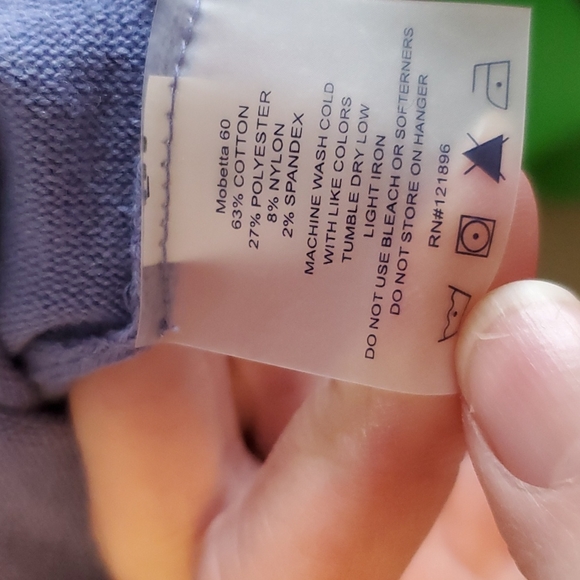 Mobetta 60
63% COTTON
27% POLYESTER
8% NYLON
2% SPANDEX
MACHINE WASH COLD
WITH LIKE COLORS
TUMBLE DRY LOW
LIGHT IRON
DO NOT USE BLEACH OR SOFTERNERS
DO NOT STORE ON HANGER
RN#121896